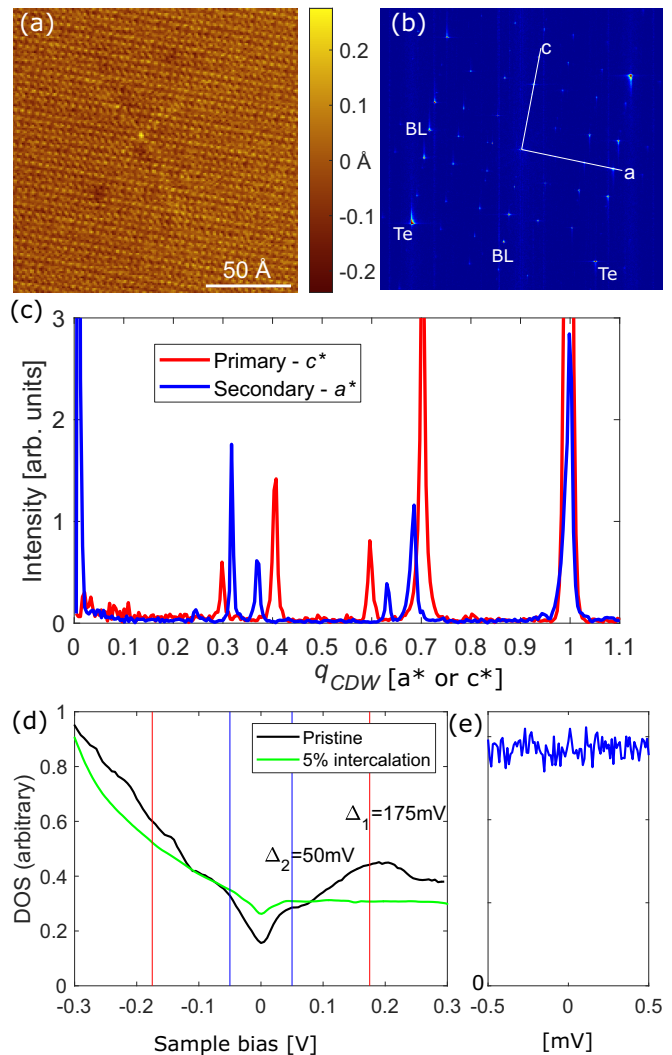 (a)
50 Å
0.2
0.1
0 Å
-0.1
-0.2
(b)
c
a
BL
Te
BL
Te
(c)
3
2
1
0
Intensity [arb. units]
Primary - c*
Secondary - a*
0 0.1 0.2 0.3 0.4 0.5 0.6 0.7 0.8 0.9 1 1.1
q_CDW [a* or c*]
(d)
1
0.8
0.6
0.4
0.2
0
DOS (arbitrary)
Pristine
5% intercalation
Δ₁=175mV
Δ₂=50mV
-0.3 -0.2 -0.1 0 0.1 0.2 0.3
Sample bias [V]
(e)
0
-0.5 0 0.5
[mV]